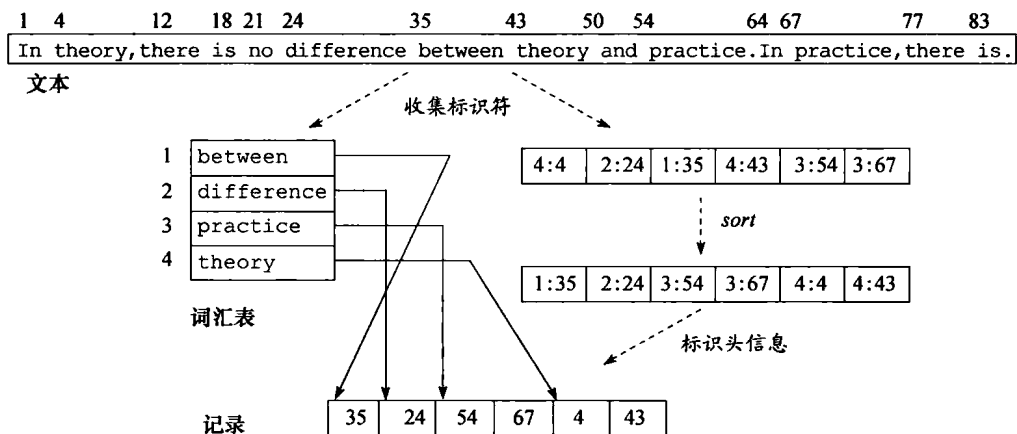 1 4 12 18 21 24 35 43 50 54 64 67 77 83
In theory,there is no difference between theory and practice.In practice,there is.
文本
收集标识符
1 between
2 difference
3 practice
4 theory
词汇表
4:4 2:24 1:35 4:43 3:54 3:67
sort
1:35 2:24 3:54 3:67 4:4 4:43
标识头信息
记录 35 24 54 67 4 43